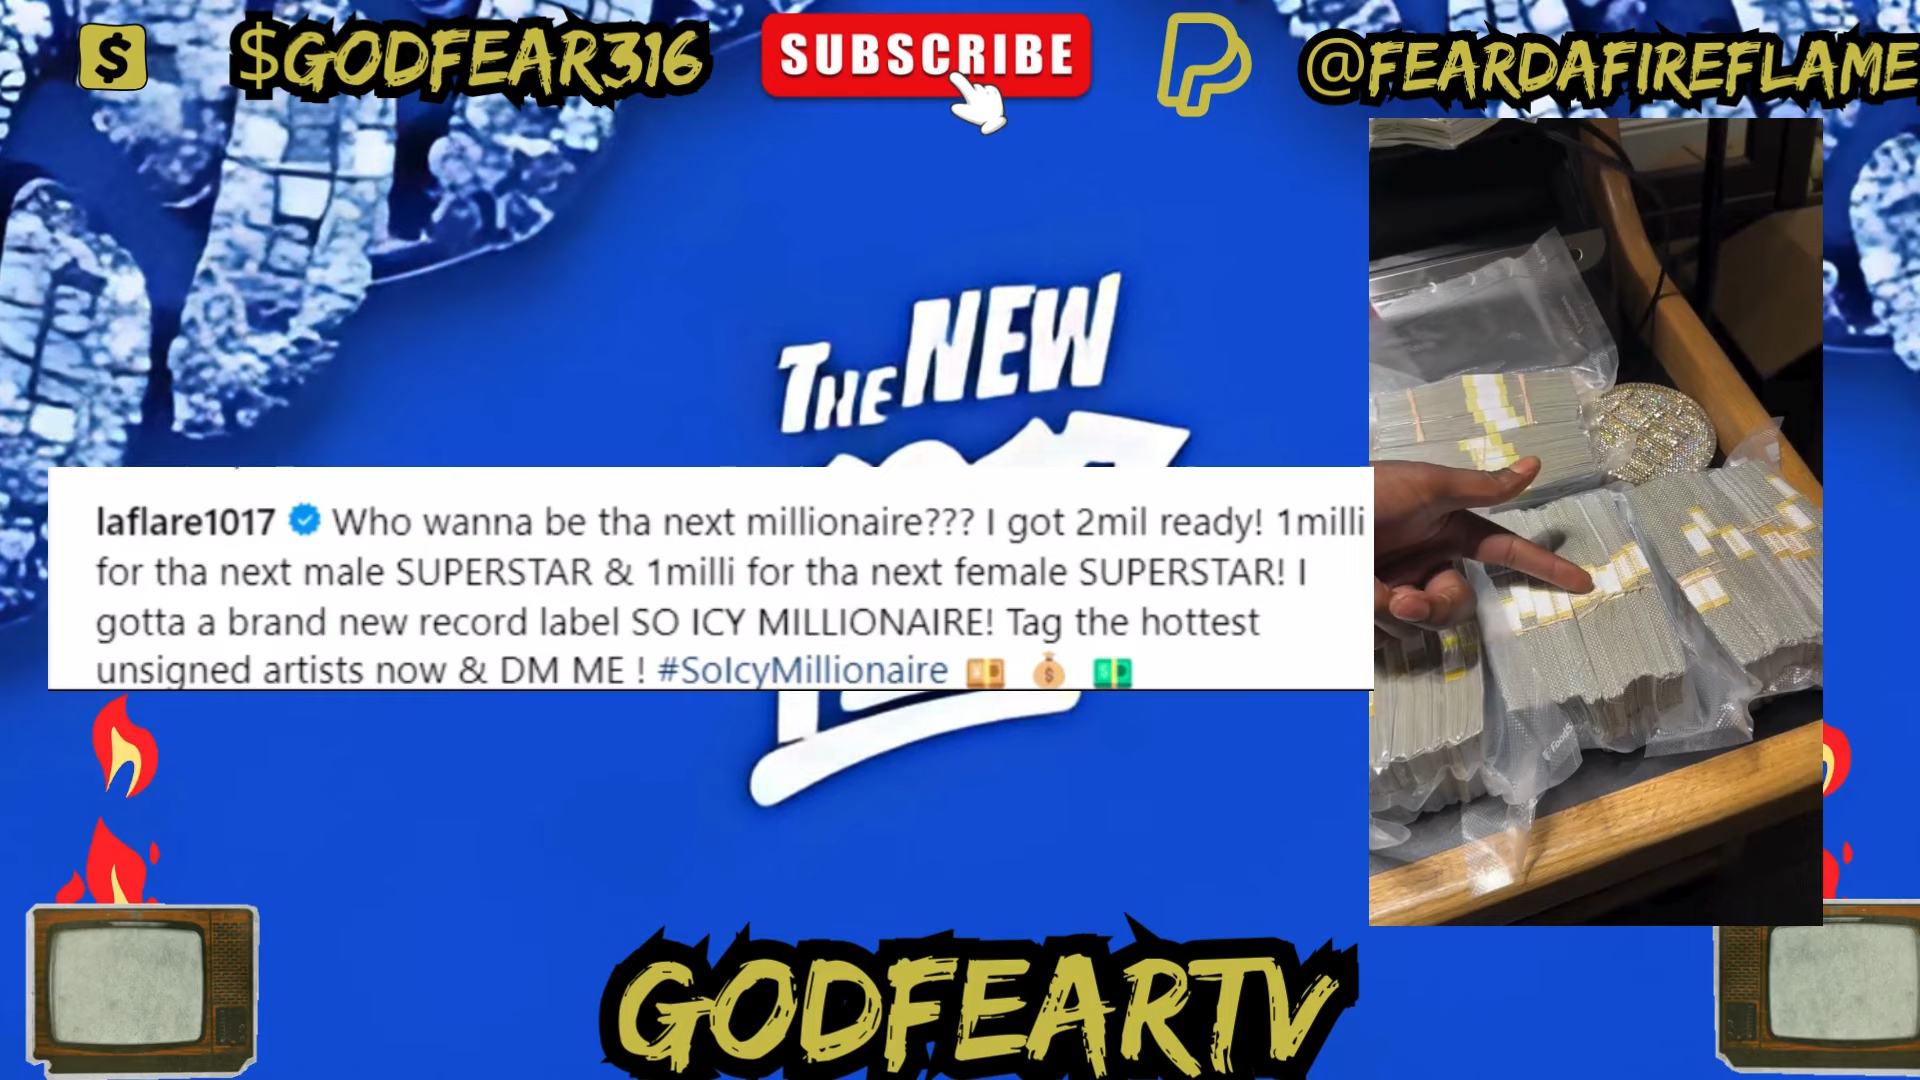 $
$GODFEAR316
SUBSCRIBE
@FEARDAFIREFLAME
THE NEW
laflare1017 Who wanna be tha next millionaire??? I got 2mil ready! 1milli
for tha next male SUPERSTAR & 1milli for tha next female SUPERSTAR! I
gotta a brand new record label SO ICY MILLIONAIRE! Tag the hottest
unsigned artists now & DM ME ! #SoIcyMillionaire
GODFEARTV